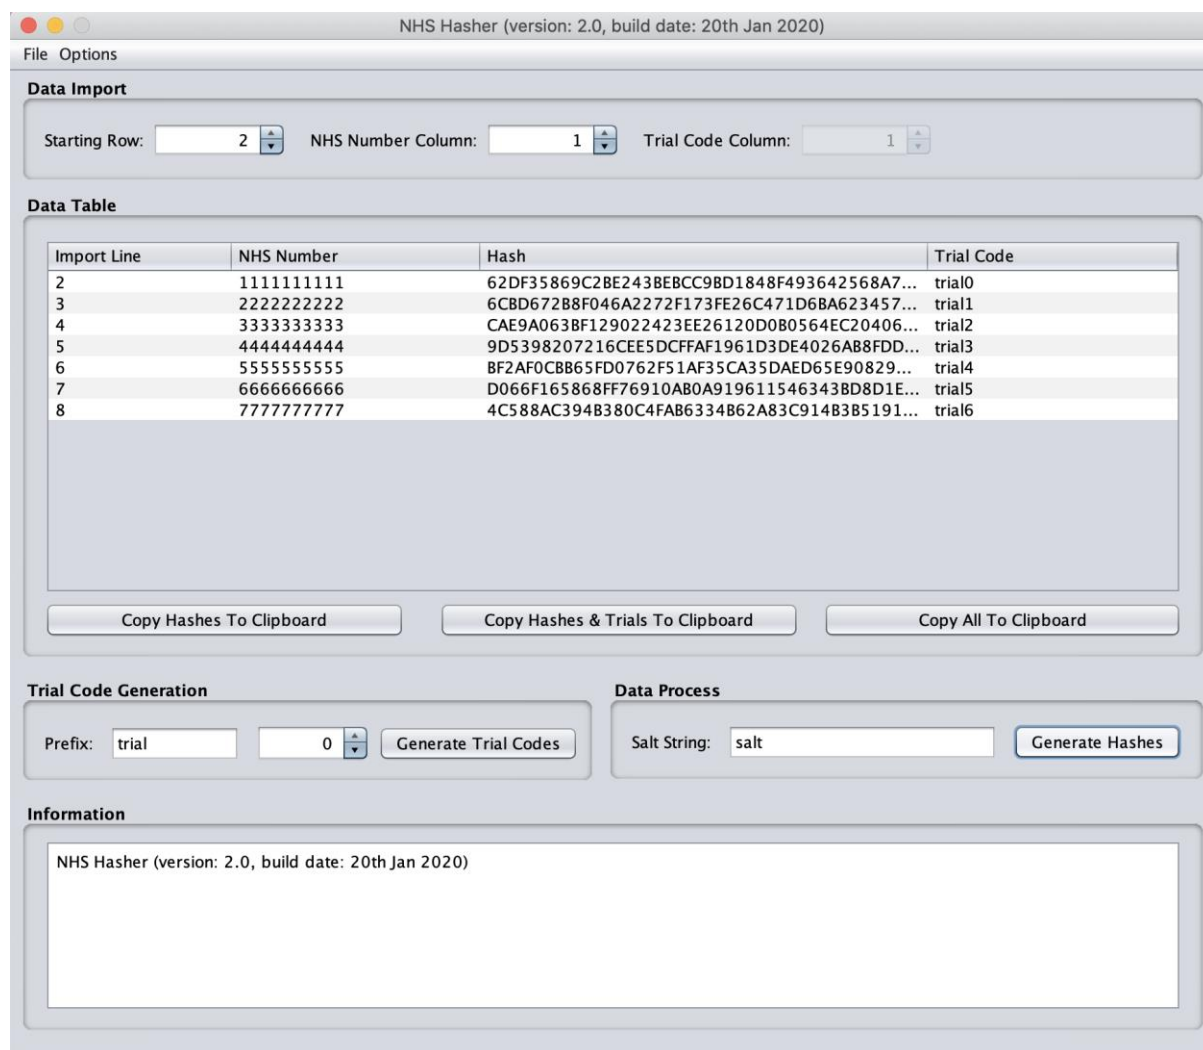 NHS Hasher (version: 2.0, build date: 20th Jan 2020)
File Options
Data Import
Starting Row: 2 NHS Number Column: 1 Trial Code Column: 1
Data Table
Import Line NHS Number Hash Trial Code
2 1111111111 62DF35869C2BE243BEBCC9BD1848F493642568A7... trial0
3 2222222222 6CBD672B8F046A2272F173FE26C471D6BA623457... trial1
4 3333333333 CAE9A063BF129022423EE26120D0B0564EC20406... trial2
5 4444444444 9D5398207216CEE5DCFFAF1961D3DE4026AB8FDD... trial3
6 5555555555 BF2AF0CBB65FD0762F51AF35CA35DAED65E90829... trial4
7 6666666666 D066F165868FF76910AB0A919611546343BD8D1E... trial5
8 7777777777 4C588AC394B380C4FAB6334B62A83C914B3B5191... trial6
Copy Hashes To Clipboard Copy Hashes & Trials To Clipboard Copy All To Clipboard
Trial Code Generation Data Process
Prefix: trial 0 Generate Trial Codes Salt String: salt Generate Hashes
Information
NHS Hasher (version: 2.0, build date: 20th Jan 2020)